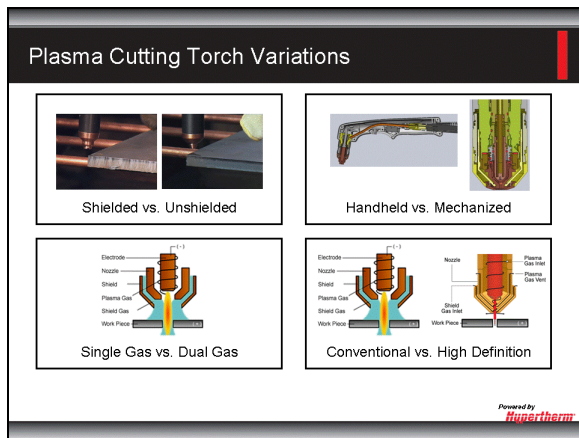 Plasma Cutting Torch Variations
Shielded vs. Unshielded
Handheld vs. Mechanized
(-)
Electrode
Nozzle
Shield
Plasma Gas
Shield Gas
Work Piece
Single Gas vs. Dual Gas
(-)
Electrode
Nozzle
Shield
Plasma Gas
Shield Gas
Work Piece
Nozzle
Plasma
Gas Inlet
Plasma
Gas Vent
Shield
Gas Inlet
Work Piece
Conventional vs. High Definition
Powered by
Hypertherm